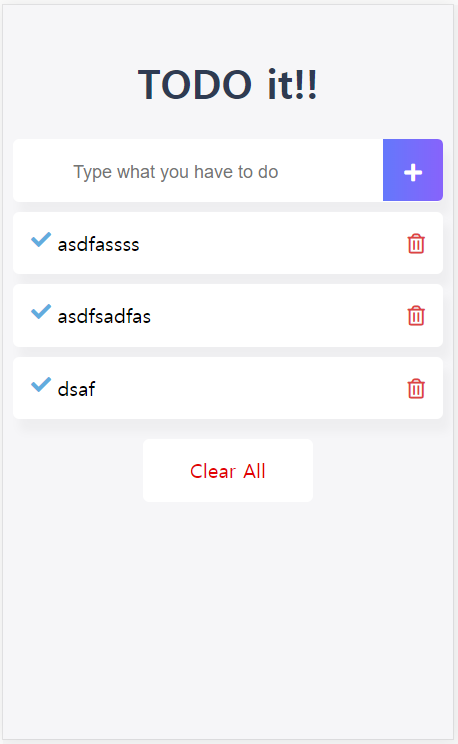 TODO it!!
Type what you have to do
asdfassss
asdfsadfas
dsaf
Clear All